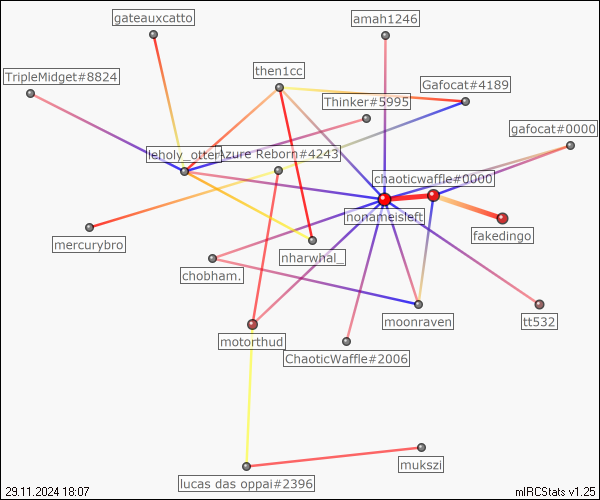 gateauxcatto
amah1246
TripleMidget#8824
then1cc
Gafocat#4189
Thinker#5995
gafocat#0000
leholy_otter
Azure Reborn#4243
chaoticwaffle#0000
nonameisleft
fakedingo
mercurybro
nharwhal_
chobham.
moonraven
tt532
motorthud
ChaoticWaffle#2006
mukszi
lucas das oppai#2396
29.11.2024 18:07
mIRCStats v1.25